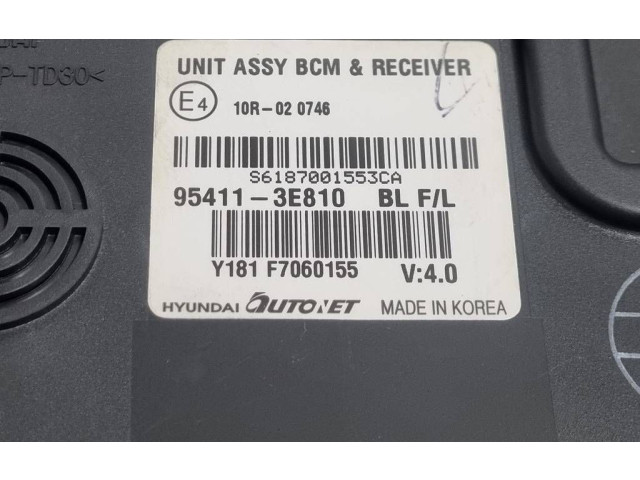 P-TD30<
UNIT ASSY BCM & RECEIVER
E4 10R-02 0746
S6187001553CA
95411-3E810 BL F/L
Y181 F7060155 V:4.0
HYUNDAI AUTONET MADE IN KOREA